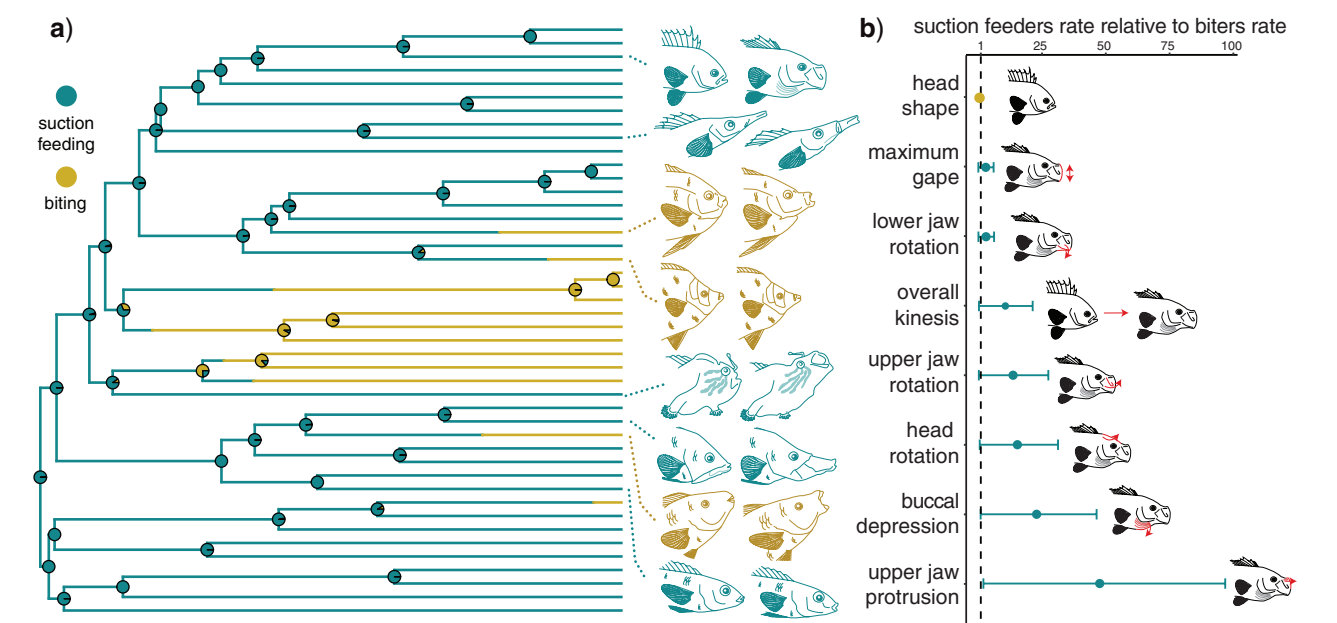 a)
suction
feeding
biting
b)
suction feeders rate relative to biters rate
1 25 50 75 100
head
shape
maximum
gape
lower jaw
rotation
overall
kinesis
upper jaw
rotation
head
rotation
buccal
depression
upper jaw
protrusion